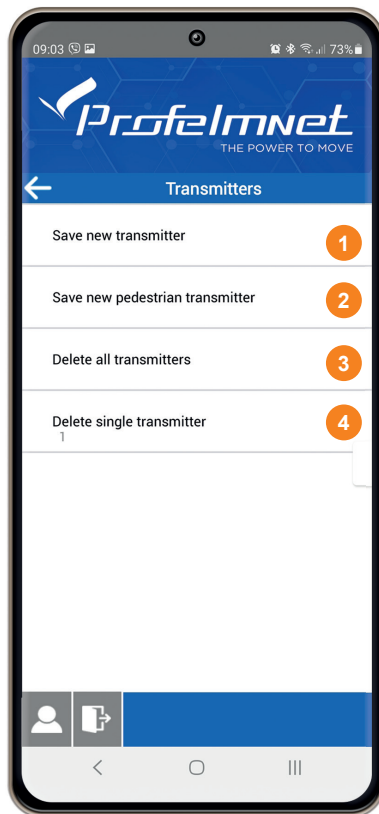 09:03 73%
Profelmnet
THE POWER TO MOVE
Transmitters
Save new transmitter
1
Save new pedestrian transmitter
2
Delete all transmitters
3
Delete single transmitter
4
1